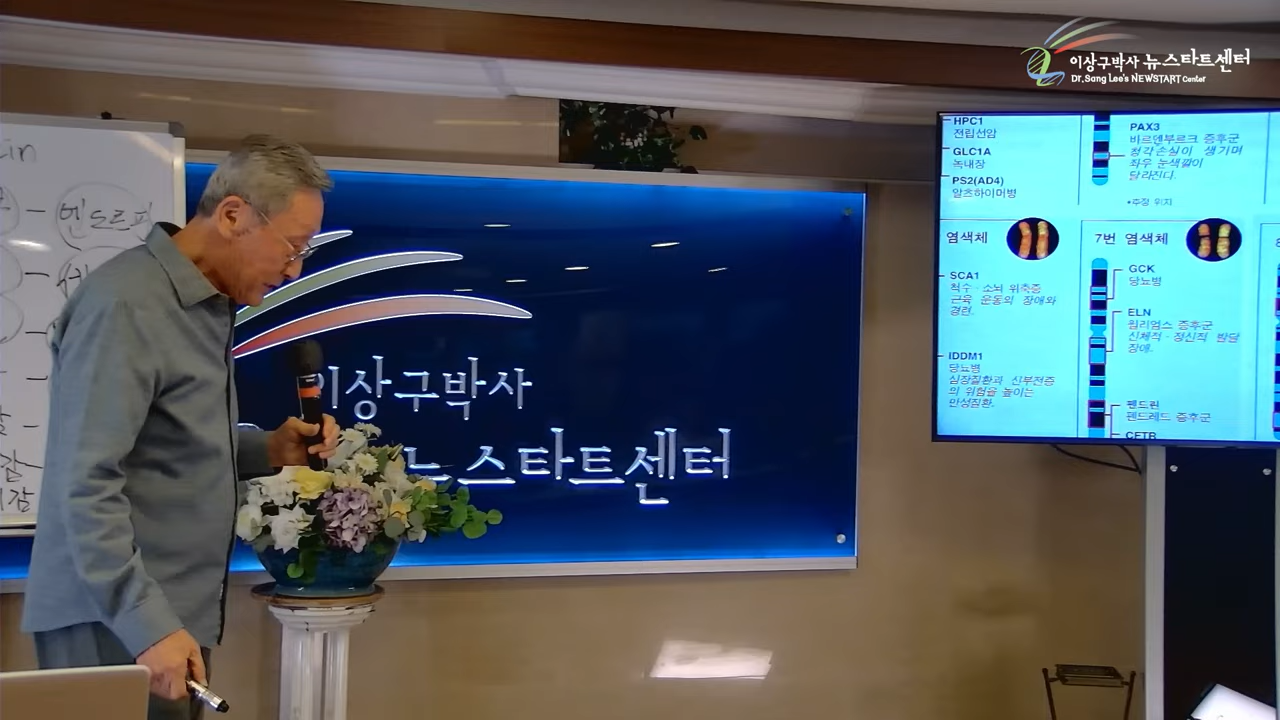 이상구박사 뉴스타트센터
Dr.Sang Lee's NEWSTART Center
엔도르피
이상구박사
뉴스타트센터
HPC1
전립선암
GLC1A
녹내장
PS2(AD4)
알츠하이머병
PAX3
바르덴부르크 증후군
청각손실이 생기며
좌우 눈색깔이
달라진다.
*추정 위치
염색체
7번 염색체
SCA1
척수·소뇌 위축증
근육 운동의 장애와
경련.
IDDM1
당뇨병
심장질환과 신부전증
의 위험을 높이는
만성질환.
GCK
당뇨병
ELN
윌리엄스 증후군
신체적·정신적 발달
장애.
펜드린
펜드레드 증후군
CFTR